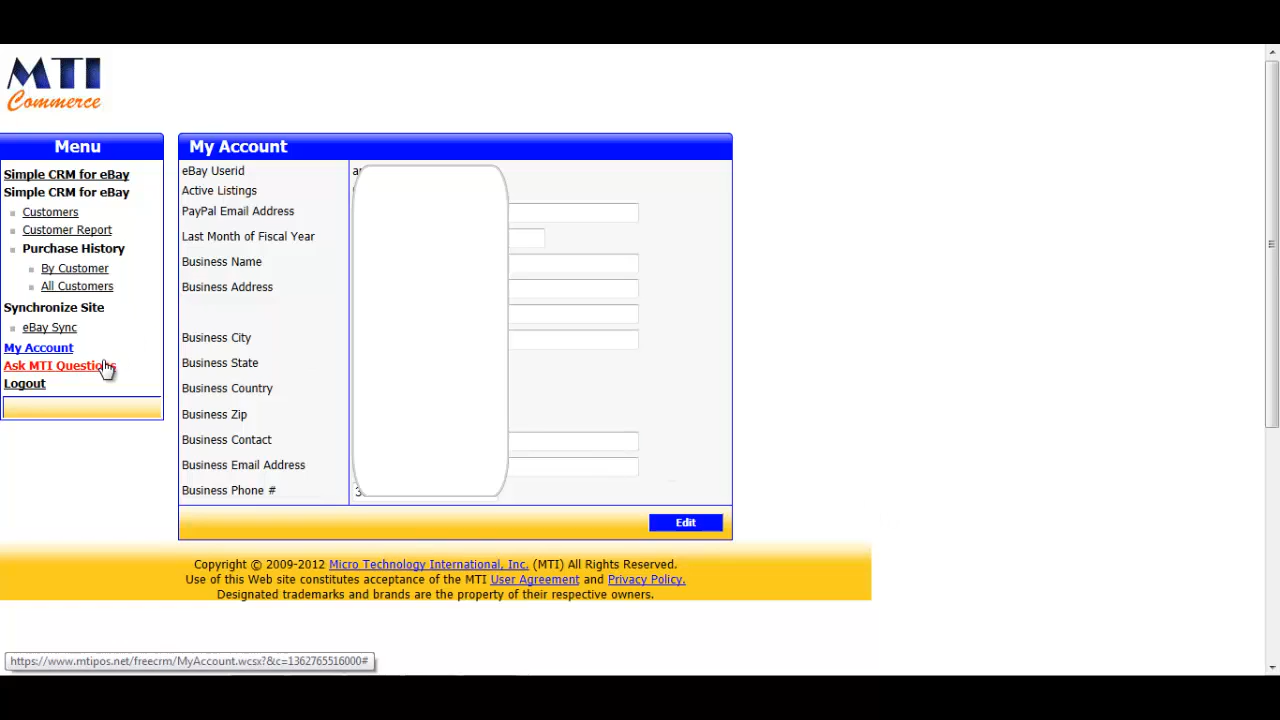 MTI
Commerce
Menu
Simple CRM for eBay
Simple CRM for eBay
Customers
Customer Report
Purchase History
By Customer
All Customers
Synchronize Site
eBay Sync
My Account
Ask MTI Questions
Logout
My Account
eBay Userid
Active Listings
PayPal Email Address
Last Month of Fiscal Year
Business Name
Business Address
Business City
Business State
Business Country
Business Zip
Business Contact
Business Email Address
Business Phone #
Edit
Copyright © 2009-2012 Micro Technology International, Inc. (MTI) All Rights Reserved.
Use of this Web site constitutes acceptance of the MTI User Agreement and Privacy Policy.
Designated trademarks and brands are the property of their respective owners.
https://www.mtipos.net/freecrm/MyAccount.wcsx?&c=1362765516000#